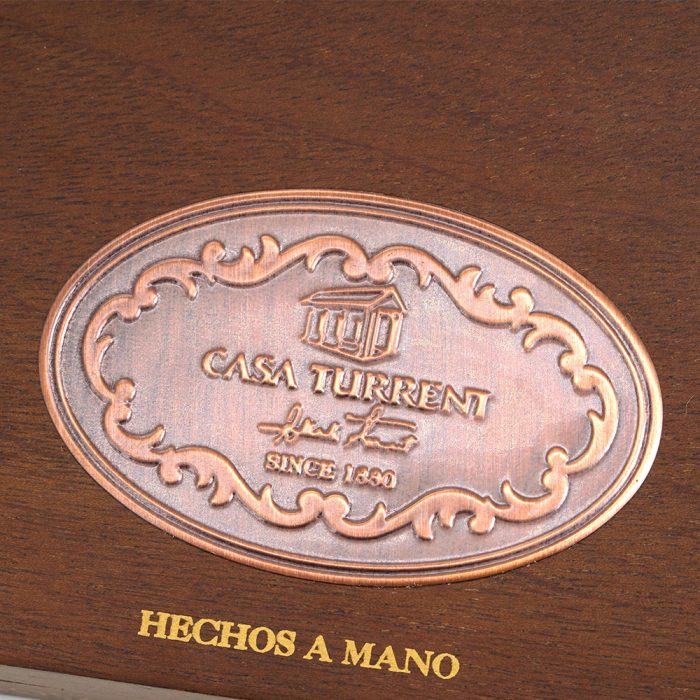 CASA TURRENT
SINCE 1880
HECHOS A MANO